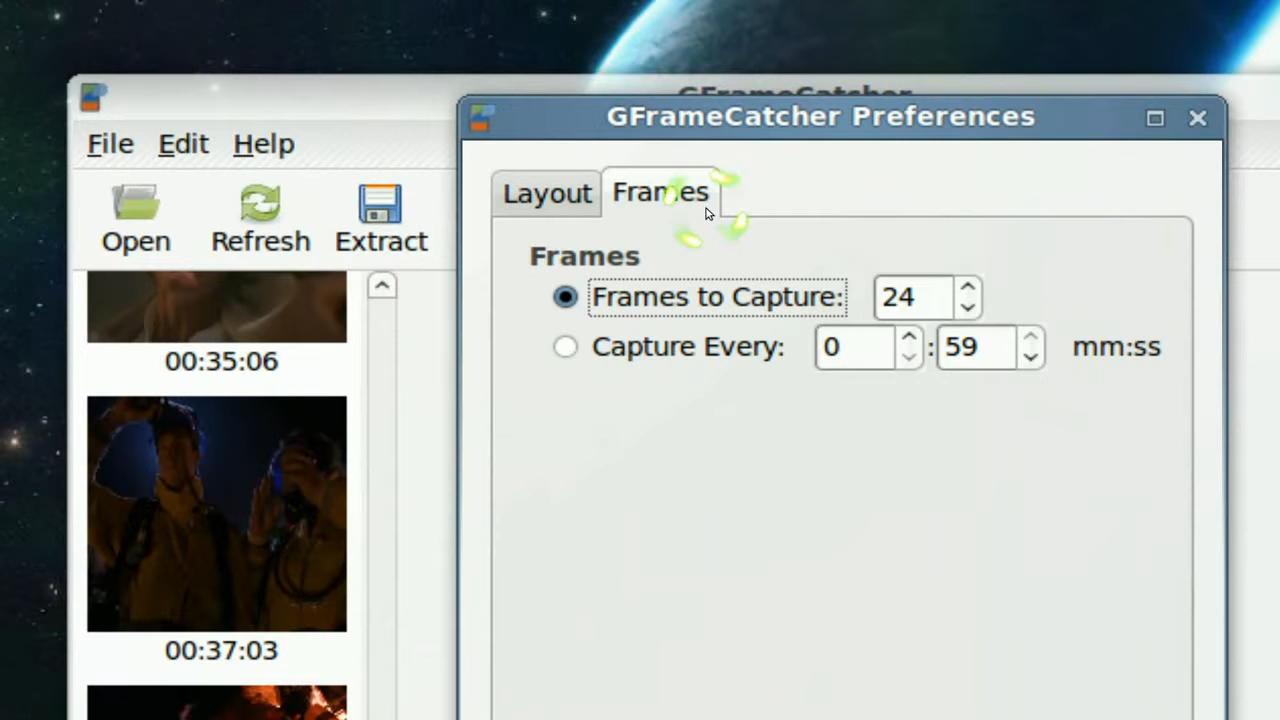 GFrameCatcher
GFrameCatcher Preferences
File Edit Help
Open Refresh Extract
Layout Frames
Frames
Frames to Capture: 24
Capture Every: 0 : 59 mm:ss
00:35:06
00:37:03